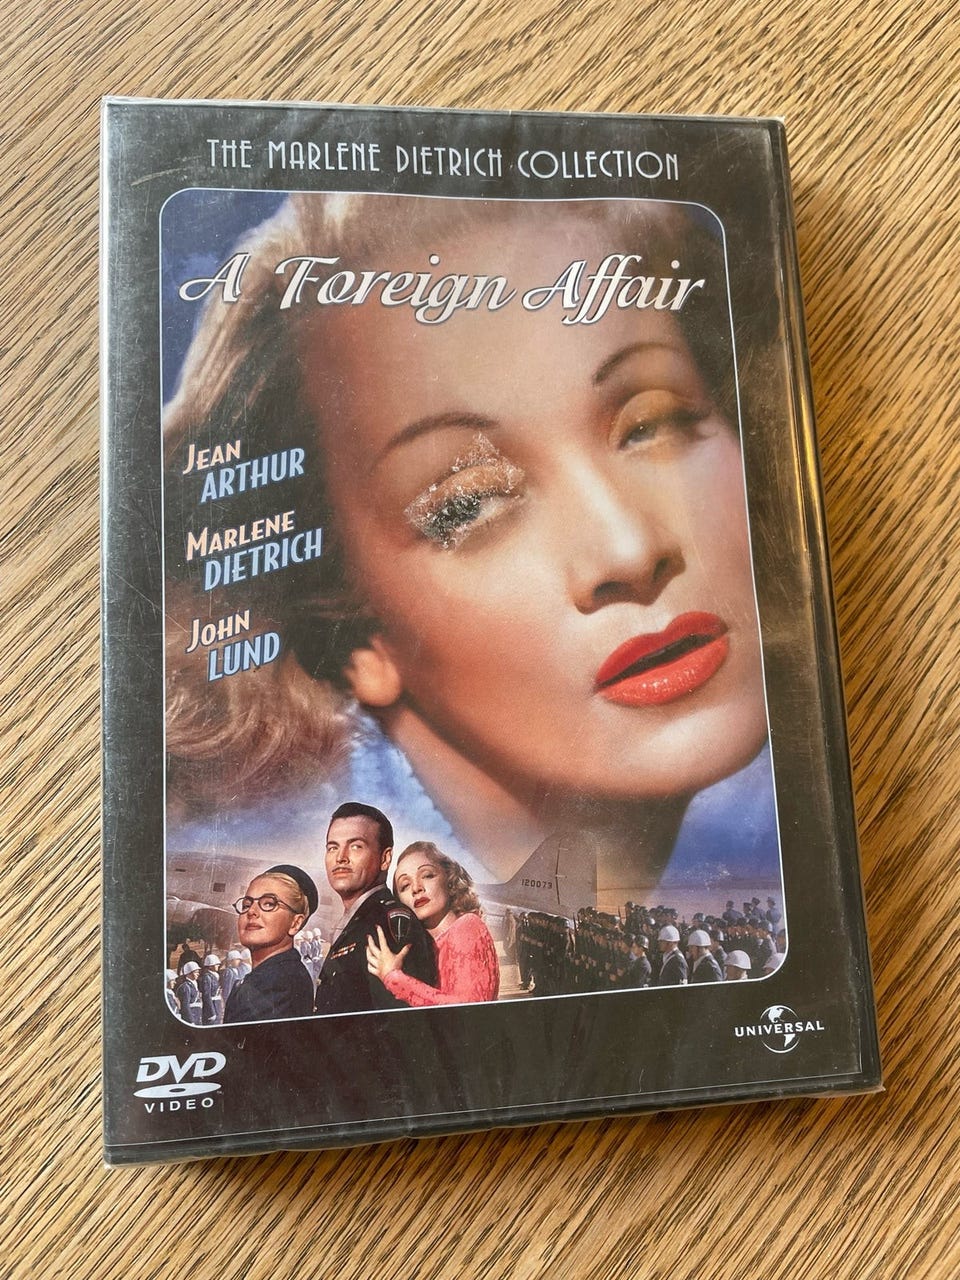 THE MARLENE DIETRICH COLLECTION
A Foreign Affair
JEAN
ARTHUR
MARLENE
DIETRICH
JOHN
LUND
120073
UNIVERSAL
DVD
VIDEO